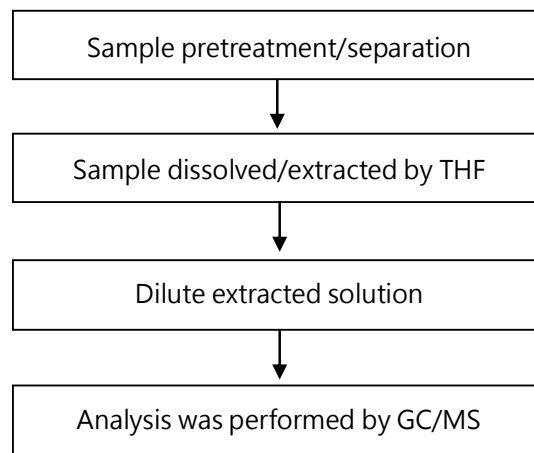 Sample pretreatment/separation
Sample dissolved/extracted by THF
Dilute extracted solution
Analysis was performed by GC/MS